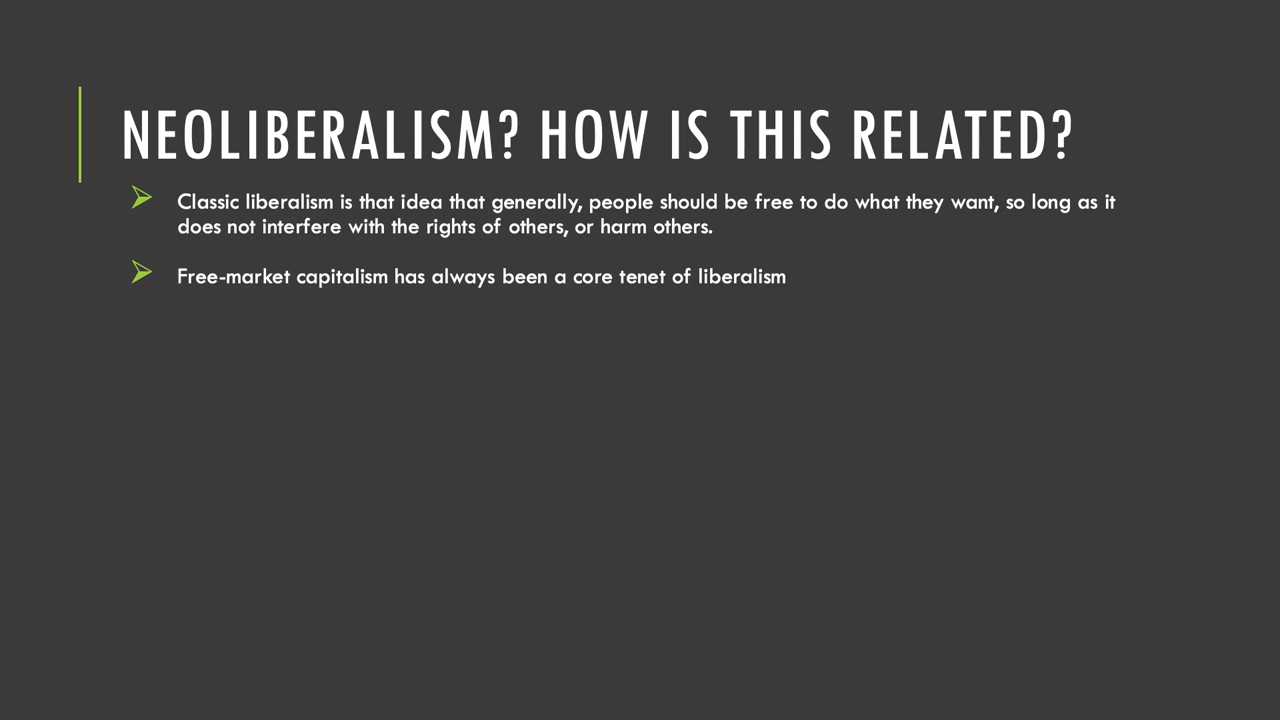 NEOLIBERALISM? HOW IS THIS RELATED?
Classic liberalism is that idea that generally, people should be free to do what they want, so long as it
does not interfere with the rights of others, or harm others.
Free-market capitalism has always been a core tenet of liberalism